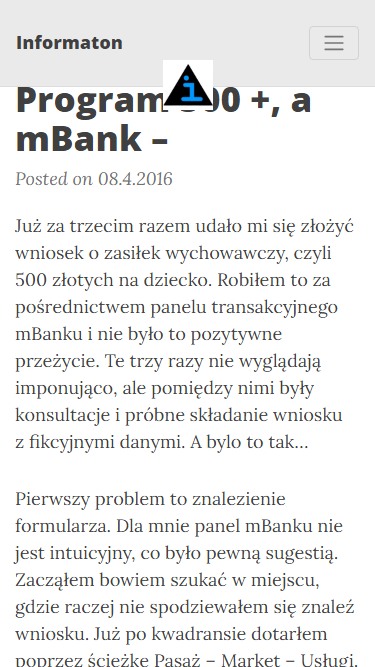 Informaton
Program 500 +, a
mBank –
Posted on 08.4.2016
Już za trzecim razem udało mi się złożyć
wniosek o zasiłek wychowawczy, czyli
500 złotych na dziecko. Robiłem to za
pośrednictwem panelu transakcyjnego
mBanku i nie było to pozytywne
przeżycie. Te trzy razy nie wyglądają
imponująco, ale pomiędzy nimi były
konsultacje i próbne składanie wniosku
z fikcyjnymi danymi. A bylo to tak…
Pierwszy problem to znalezienie
formularza. Dla mnie panel mBanku nie
jest intuicyjny, co było pewną sugestią.
Zacząłem bowiem szukać w miejscu,
gdzie raczej nie spodziewałem się znaleź
wniosku. Już po kwadransie dotarłem
poprzez ścieżkę Pasaż – Market – Usługi.